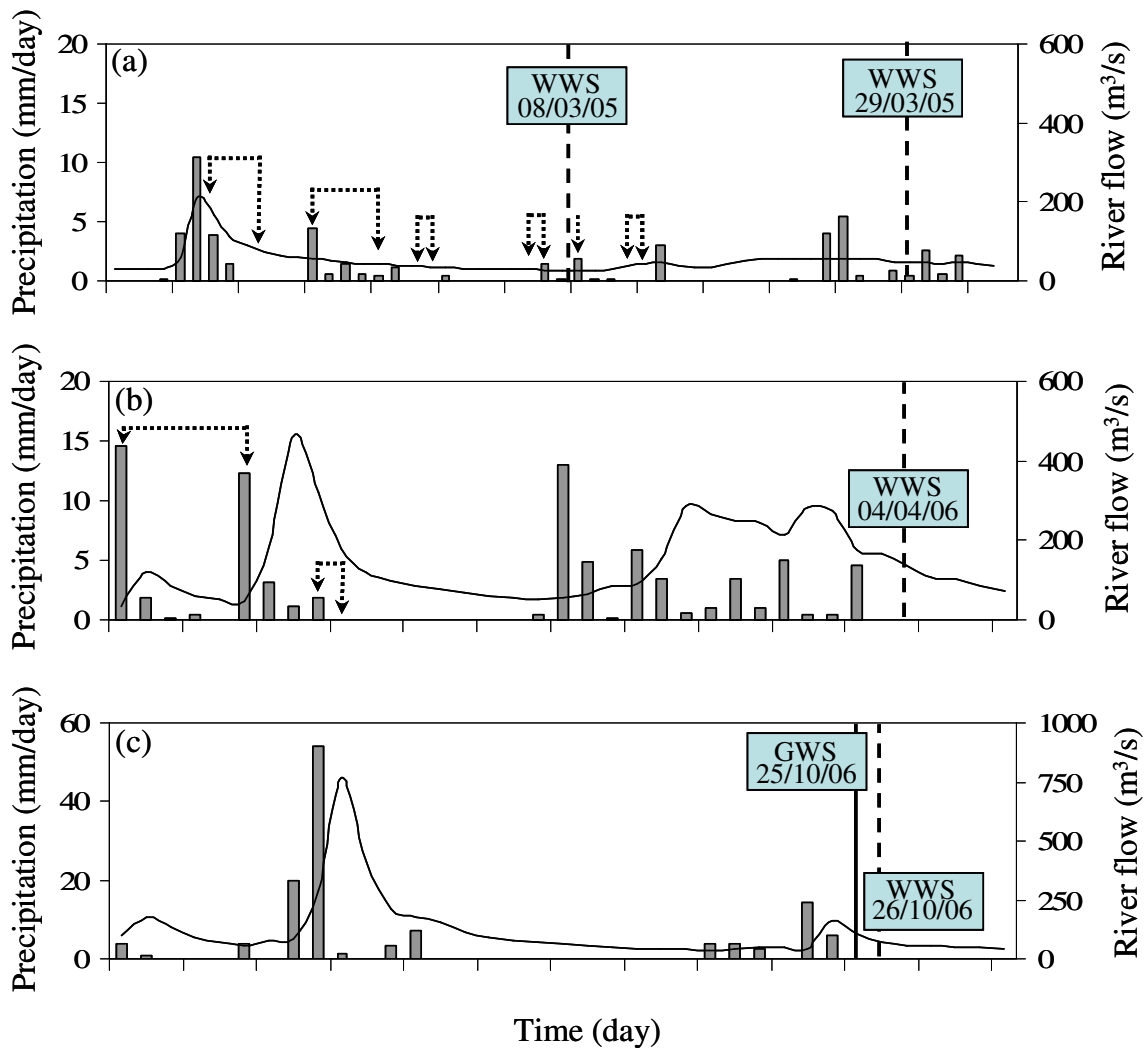 Precipitation (mm/day)
20
15
10
5
0
(a)
WWS
08/03/05
WWS
29/03/05
600
400
200
0
River flow (m³/s)
Precipitation (mm/day)
20
15
10
5
0
(b)
WWS
04/04/06
600
400
200
0
River flow (m³/s)
Precipitation (mm/day)
60
40
20
0
(c)
GWS
25/10/06
WWS
26/10/06
1000
750
500
250
0
River flow (m³/s)
Time (day)